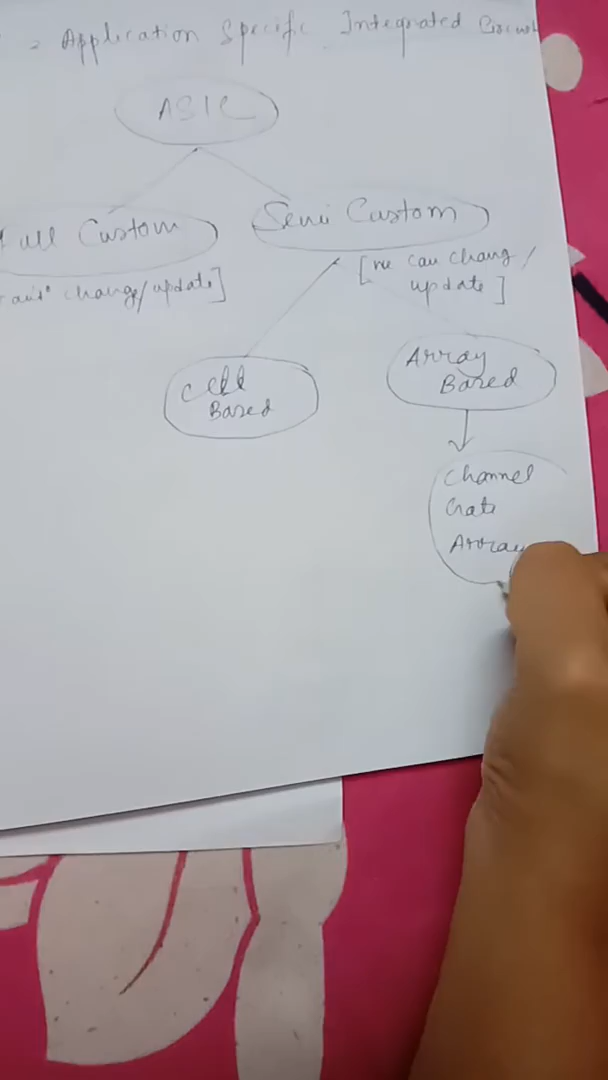 = Application Specific Integrated Circuit
ASIC
Full Custom
Semi Custom
can't change/update]
[we can change/
update]
Cell
Based
Array
Based
Channel
Gate
Array